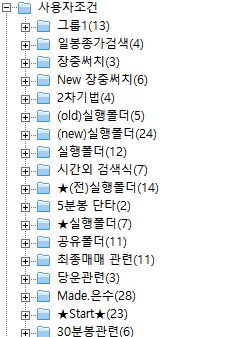 사용자조건
그룹1(13)
일봉종가검색(4)
장중써치(3)
New 장중써치(6)
2차기법(4)
(old)실행폴더(5)
(new)실행폴더(24)
실행폴더(12)
시간외 검색식(7)
★(전)실행폴더(14)
5분봉 단타(2)
★실행폴더(7)
공유폴더(11)
최종매매 관련(11)
당운관련(3)
Made.은수(28)
★Start★(23)
30분봉관련(6)